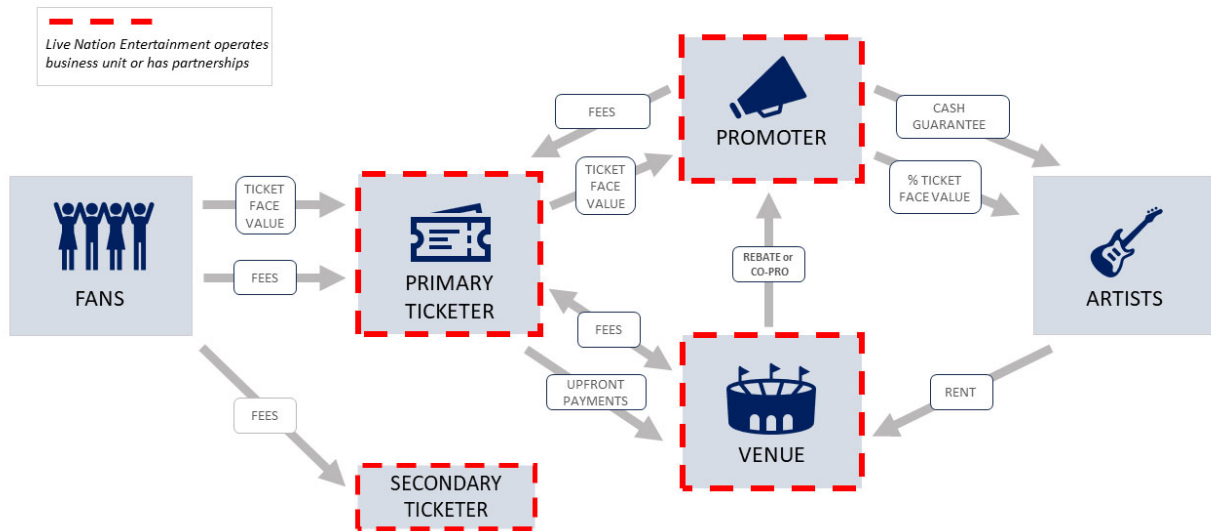 Live Nation Entertainment operates
business unit or has partnerships
FEES
PROMOTER
CASH
GUARANTEE
TICKET
FACE
VALUE
TICKET
FACE
VALUE
% TICKET
FACE VALUE
FEES
FANS
PRIMARY
TICKETER
REBATE or
CO-PRO
ARTISTS
FEES
UPFRONT
PAYMENTS
RENT
FEES
VENUE
SECONDARY
TICKETER